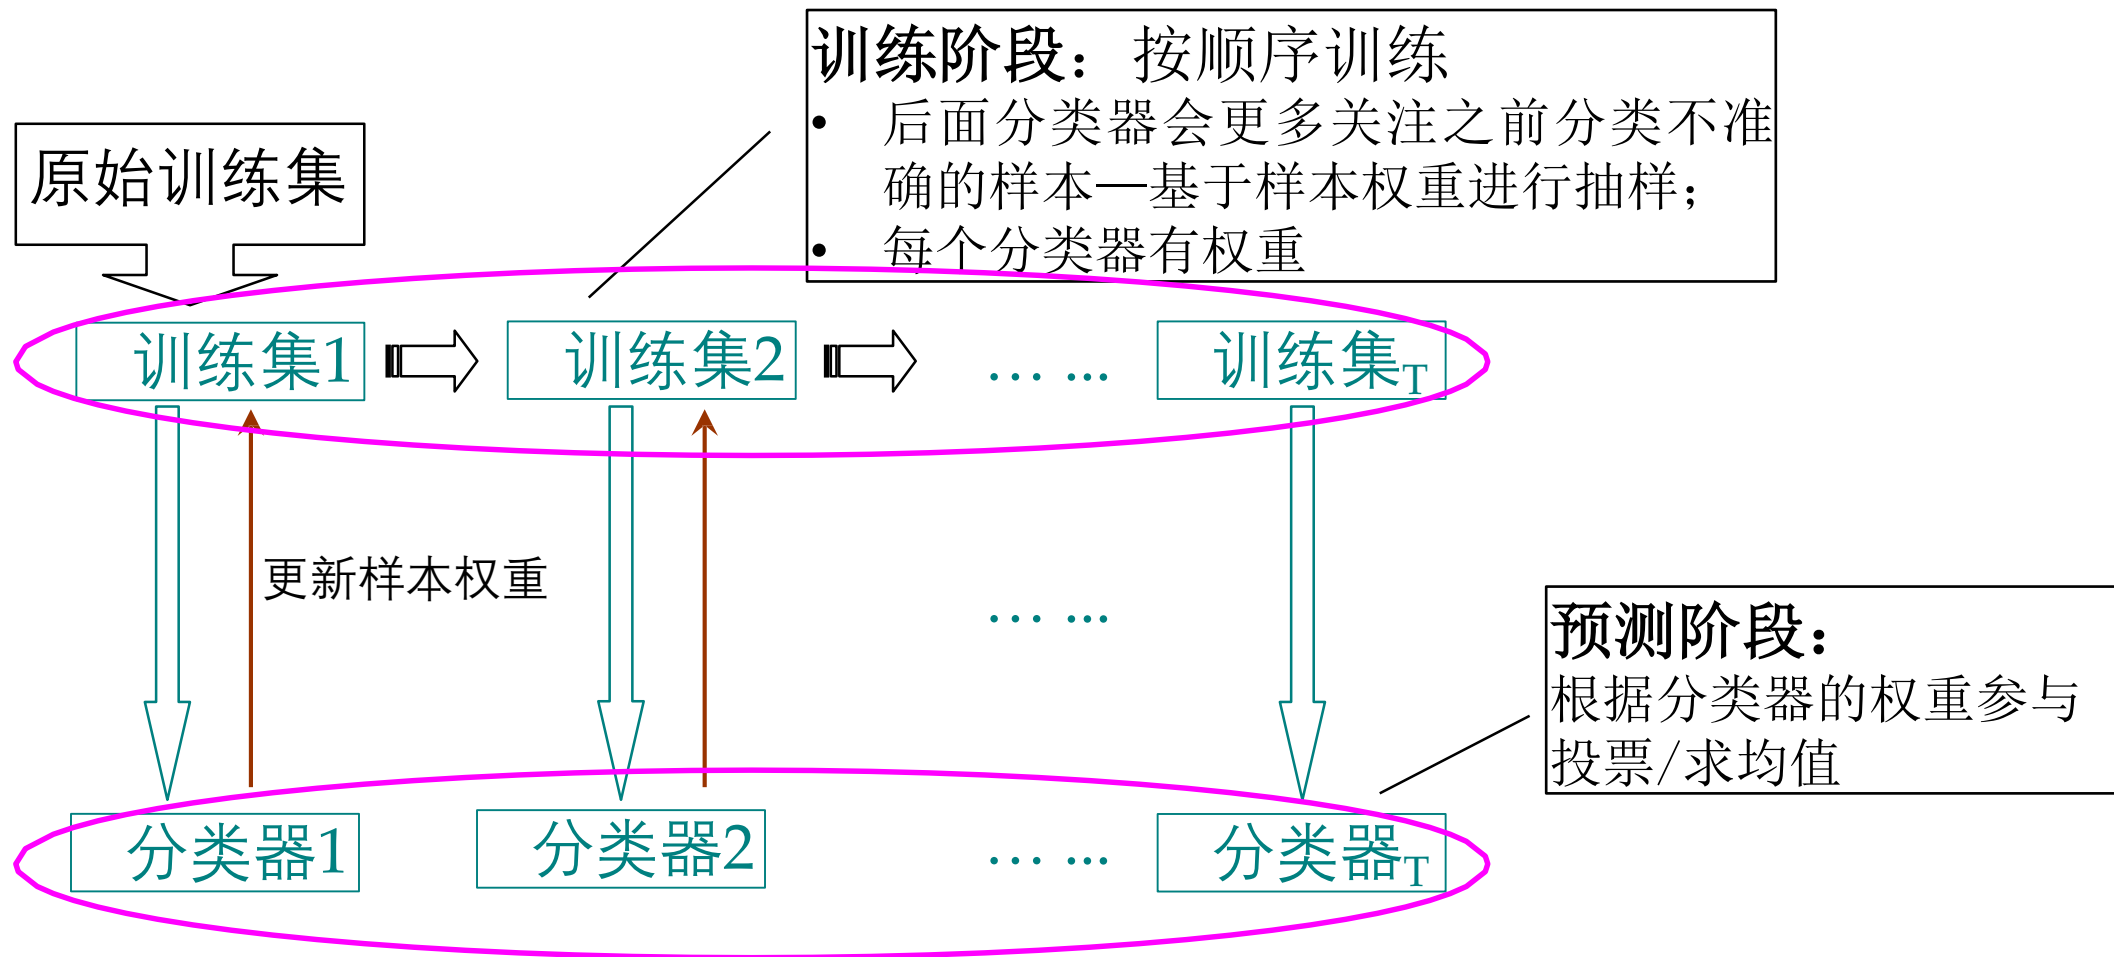 训练阶段：按顺序训练
• 后面分类器会更多关注之前分类不准
确的样本—基于样本权重进行抽样；
• 每个分类器有权重
原始训练集
训练集1
训练集2
… ...
训练集T
更新样本权重
… ...
预测阶段：
根据分类器的权重参与
投票/求均值
分类器1
分类器2
… ...
分类器T